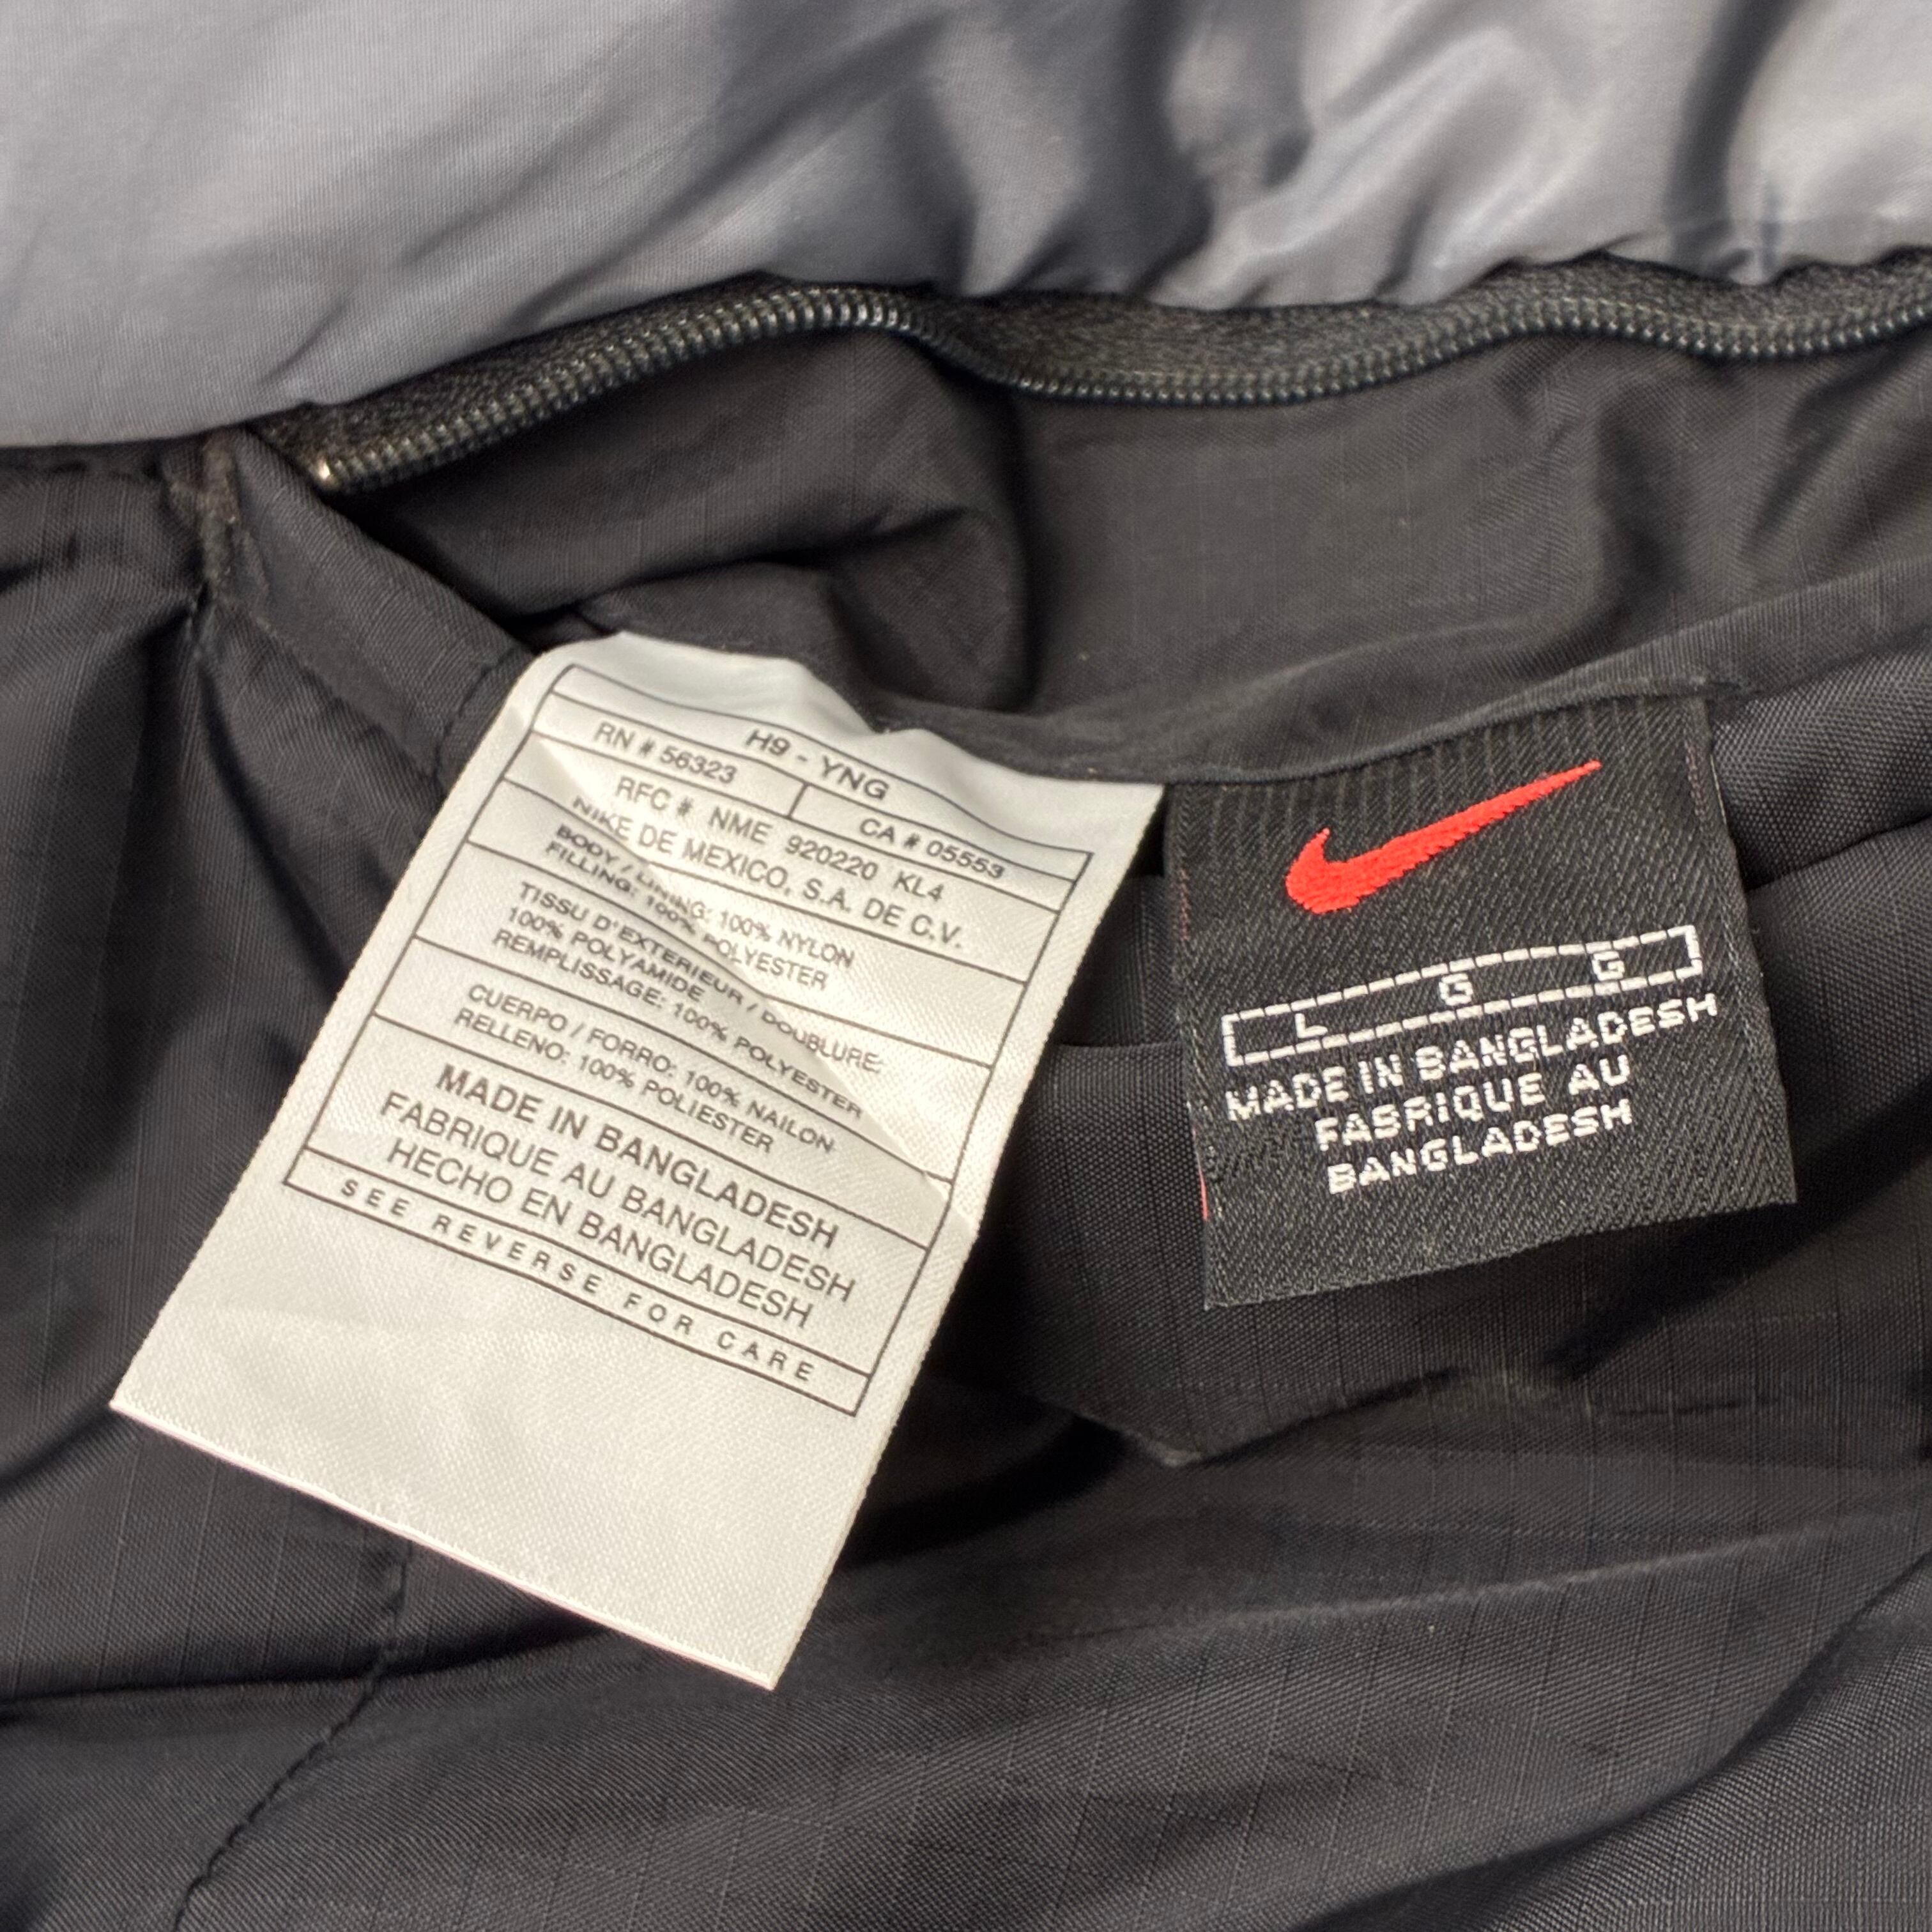 H9 - YNG
RN # 56323
CA # 05553
RFC # NME 920220 KL4
NIKE DE MEXICO, S.A. DE C.V.
BODY / LINING: 100% NYLON
FILLING: 100% POLYESTER
TISSU D'EXTERIEUR / DOUBLURE:
100% POLYAMIDE
REMPLISSAGE: 100% POLYESTER
CUERPO / FORRO: 100% NAILON
RELLENO: 100% POLIESTER
MADE IN BANGLADESH
FABRIQUE AU BANGLADESH
HECHO EN BANGLADESH
SEE REVERSE FOR CARE
L G G
MADE IN BANGLADESH
FABRIQUE AU
BANGLADESH